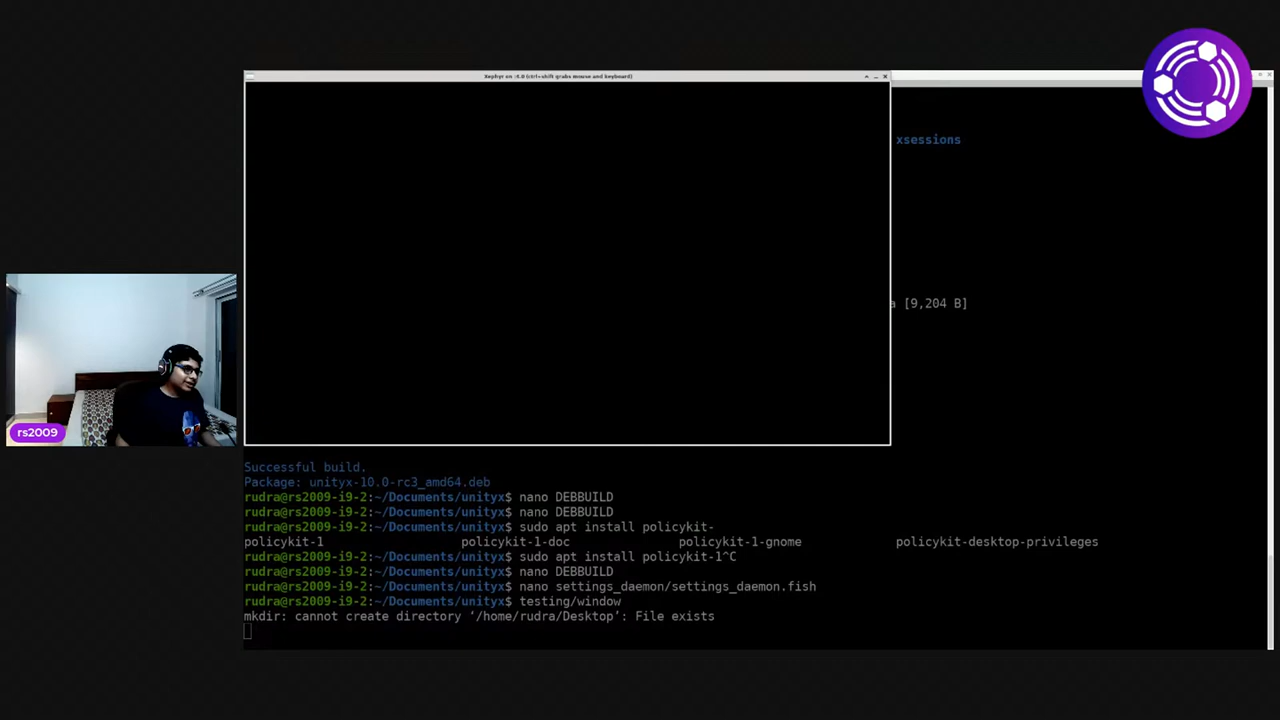 Xephyr on :4.0 (ctrl+shift grabs mouse and keyboard)
xsessions
a [9,204 B]
rs2009
Successful build.
Package: unityx-10.0-rc3_amd64.deb
rudra@rs2009-i9-2:~/Documents/unityx$ nano DEBBUILD
rudra@rs2009-i9-2:~/Documents/unityx$ nano DEBBUILD
rudra@rs2009-i9-2:~/Documents/unityx$ sudo apt install policykit-
policykit-1 policykit-1-doc policykit-1-gnome policykit-desktop-privileges
rudra@rs2009-i9-2:~/Documents/unityx$ sudo apt install policykit-1^C
rudra@rs2009-i9-2:~/Documents/unityx$ nano DEBBUILD
rudra@rs2009-i9-2:~/Documents/unityx$ nano settings_daemon/settings_daemon.fish
rudra@rs2009-i9-2:~/Documents/unityx$ testing/window
mkdir: cannot create directory ‘/home/rudra/Desktop’: File exists